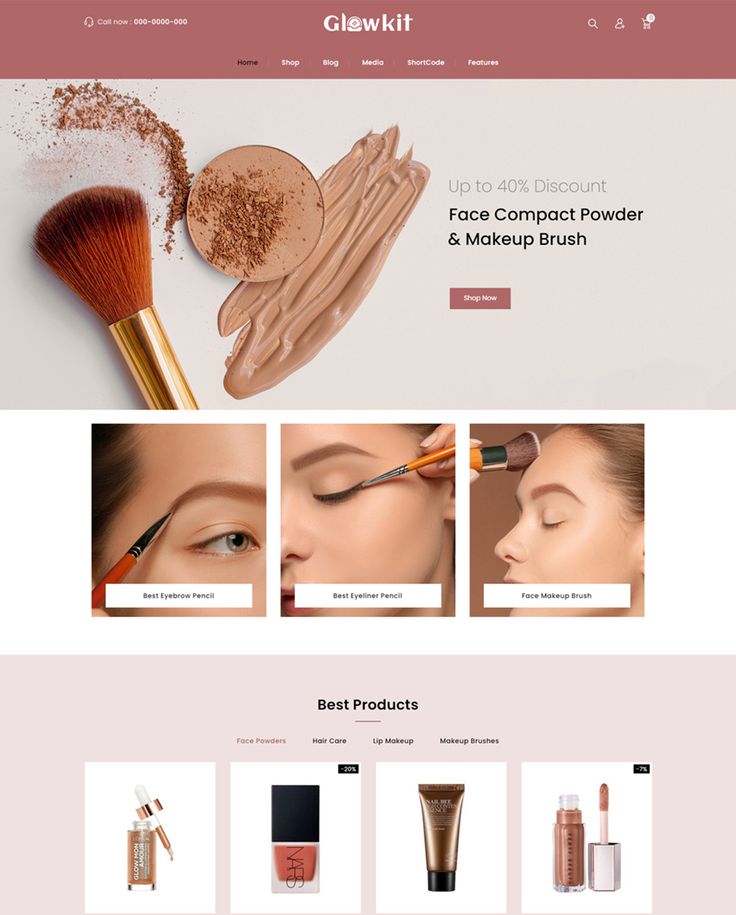 Call now : 000-0000-000
Glowkit
0
Home
Shop
Blog
Media
ShortCode
Features
Up to 40% Discount
Face Compact Powder
& Makeup Brush
Shop Now
Best Eyebrow Pencil
Best Eyeliner Pencil
Face Makeup Brush
Best Products
Face Powders
Hair Care
Lip Makeup
Makeup Brushes
-20%
-7%
GLOW MON
AMOUR
NARS
NAIL BEE